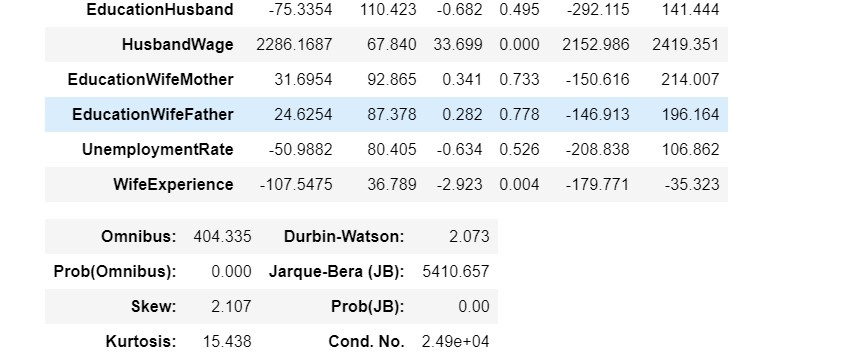 EducationHusband -75.3354 110.423 -0.682 0.495 -292.115 141.444
HusbandWage 2286.1687 67.840 33.699 0.000 2152.986 2419.351
EducationWifeMother 31.6954 92.865 0.341 0.733 -150.616 214.007
EducationWifeFather 24.6254 87.378 0.282 0.778 -146.913 196.164
UnemploymentRate -50.9882 80.405 -0.634 0.526 -208.838 106.862
WifeExperience -107.5475 36.789 -2.923 0.004 -179.771 -35.323
Omnibus: 404.335 Durbin-Watson: 2.073
Prob(Omnibus): 0.000 Jarque-Bera (JB): 5410.657
Skew: 2.107 Prob(JB): 0.00
Kurtosis: 15.438 Cond. No. 2.49e+04